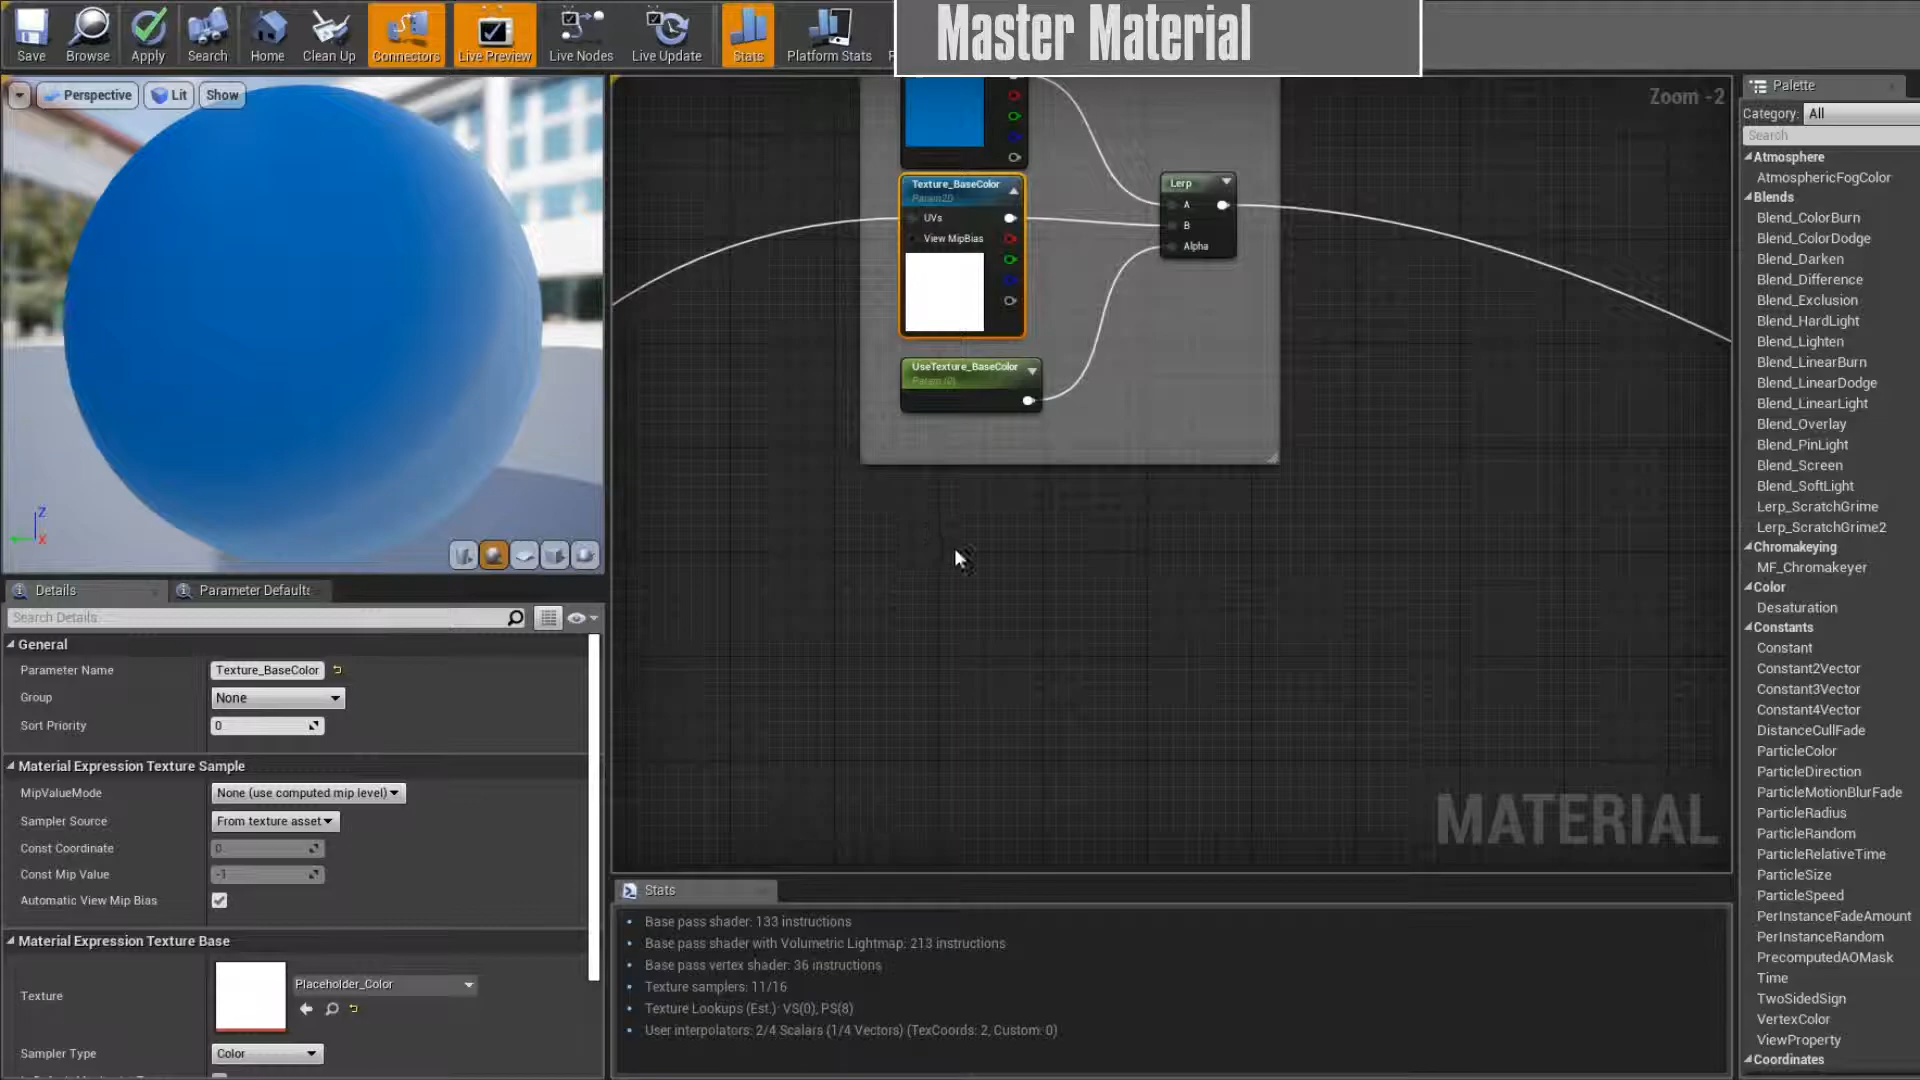 Master Material
Save
Browse
Apply
Search
Home
Clean Up
Connectors
Live Preview
Live Nodes
Live Update
Stats
Platform Stats
Perspective
Lit
Show
Z
X
Zoom -2
Texture_BaseColor
Param2D
UVs
View MipBias
Lerp
A
B
Alpha
UseTexture_BaseColor
Param (0)
MATERIAL
Details
Parameter Default
Search Details
General
Parameter Name
Texture_BaseColor
Group
None
Sort Priority
0
Material Expression Texture Sample
MipValueMode
None (use computed mip level)
Sampler Source
From texture asset
Const Coordinate
0
Const Mip Value
-1
Automatic View Mip Bias
Material Expression Texture Base
Texture
Placeholder_Color
Sampler Type
Color
Stats
Base pass shader: 133 instructions
Base pass shader with Volumetric Lightmap: 213 instructions
Base pass vertex shader: 36 instructions
Texture samplers: 11/16
Texture Lookups (Est.): VS(0), PS(8)
User interpolators: 2/4 Scalars (1/4 Vectors) (TexCoords: 2, Custom: 0)
Palette
Category: All
Search
Atmosphere
AtmosphericFogColor
Blends
Blend_ColorBurn
Blend_ColorDodge
Blend_Darken
Blend_Difference
Blend_Exclusion
Blend_HardLight
Blend_Lighten
Blend_LinearBurn
Blend_LinearDodge
Blend_LinearLight
Blend_Overlay
Blend_PinLight
Blend_Screen
Blend_SoftLight
Lerp_ScratchGrime
Lerp_ScratchGrime2
Chromakeying
MF_Chromakeyer
Color
Desaturation
Constants
Constant
Constant2Vector
Constant3Vector
Constant4Vector
DistanceCullFade
ParticleColor
ParticleDirection
ParticleMotionBlurFade
ParticleRadius
ParticleRandom
ParticleRelativeTime
ParticleSize
ParticleSpeed
PerInstanceFadeAmount
PerInstanceRandom
PrecomputedAOMask
Time
TwoSidedSign
VertexColor
ViewProperty
Coordinates